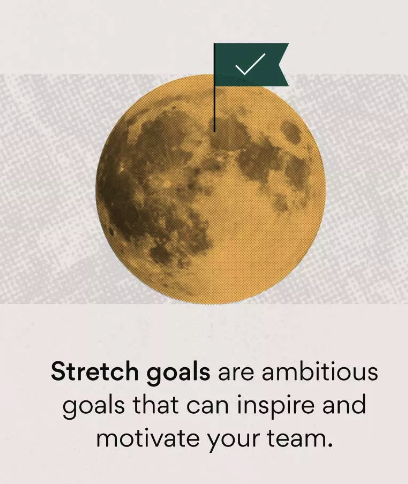 Stretch goals are ambitious
goals that can inspire and
motivate your team.